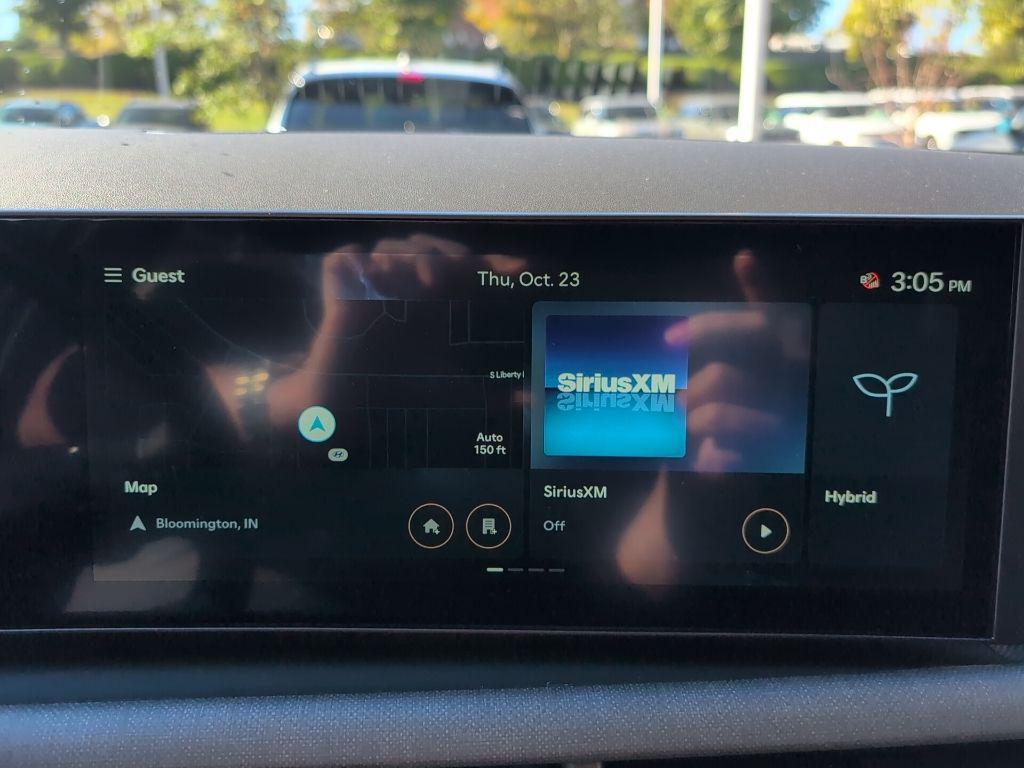 Guest
Thu, Oct. 23
3:05 PM
S Liberty
Auto
150 ft
SiriusXM
Map
Bloomington, IN
SiriusXM
Off
Hybrid